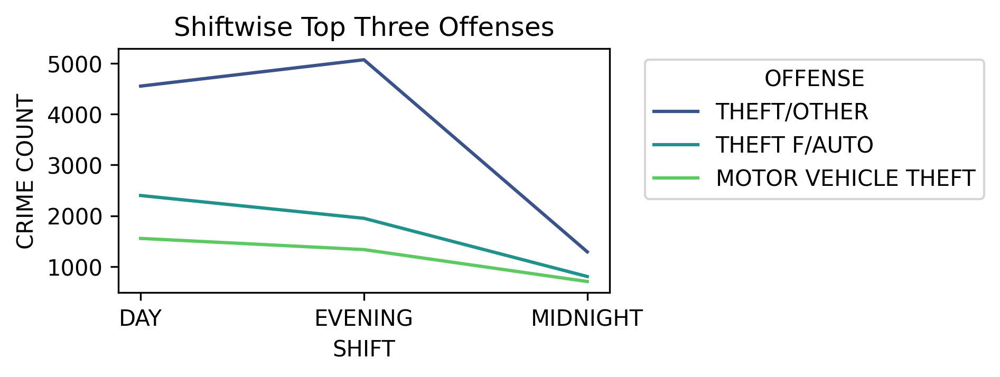 Shiftwise Top Three Offenses
CRIME COUNT
5000
4000
3000
2000
1000
DAY EVENING MIDNIGHT
SHIFT
OFFENSE
THEFT/OTHER
THEFT F/AUTO
MOTOR VEHICLE THEFT